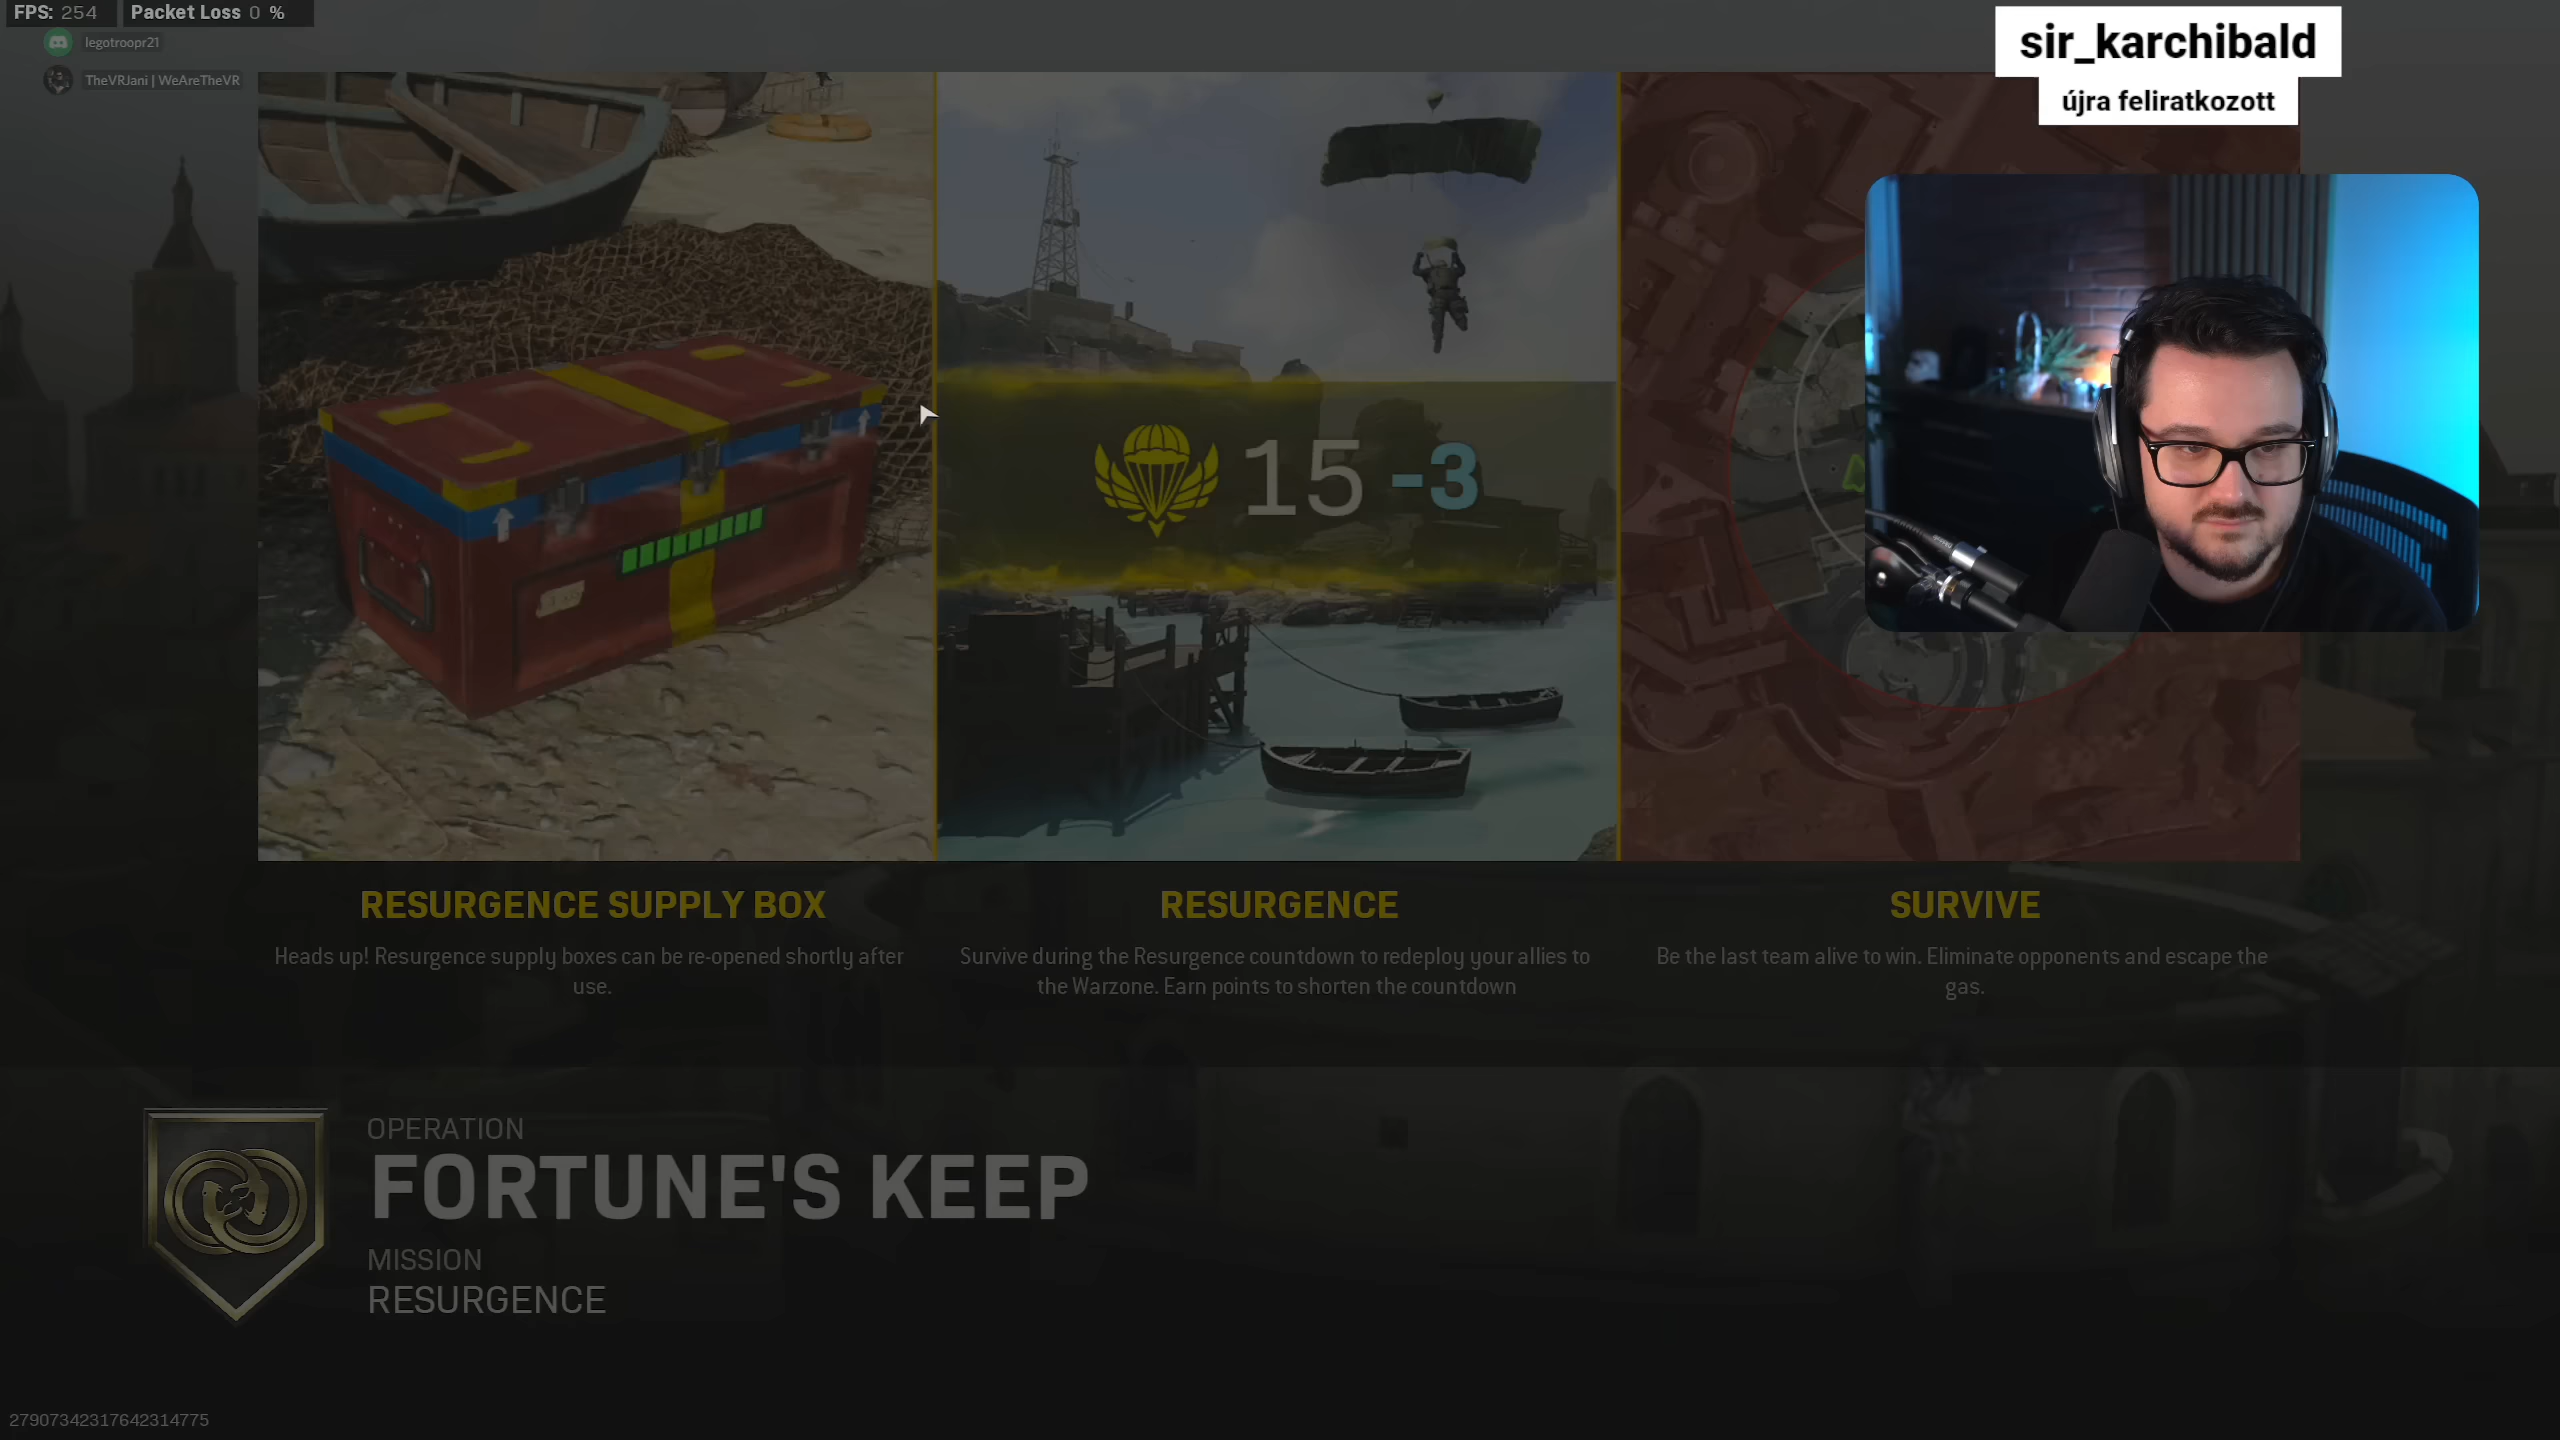 FPS: 254
Packet Loss 0 %
legotroopr21
TheVRJani | WeAreTheVR
sir_karchibald
újra feliratkozott
15 -3
RESURGENCE SUPPLY BOX
Heads up! Resurgence supply boxes can be re-opened shortly after
use.
RESURGENCE
Survive during the Resurgence countdown to redeploy your allies to
the Warzone. Earn points to shorten the countdown
SURVIVE
Be the last team alive to win. Eliminate opponents and escape the
gas.
OPERATION
FORTUNE'S KEEP
MISSION
RESURGENCE
27907342317642314775